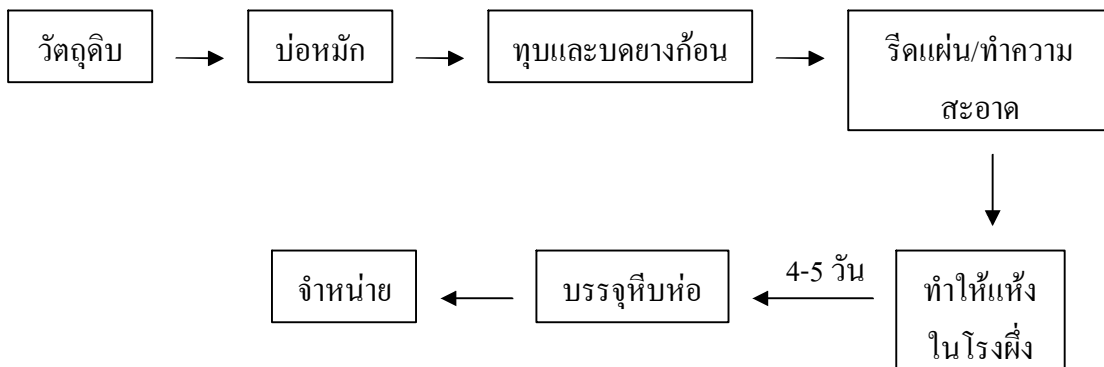 วัตถุดิบ
บ่อหมัก
ทุบและบดยางก้อน
รีดแผ่น/ทำความ
สะอาด
ทำให้แห้ง
ในโรงผึ่ง
4-5 วัน
บรรจุหีบห่อ
จำหน่าย